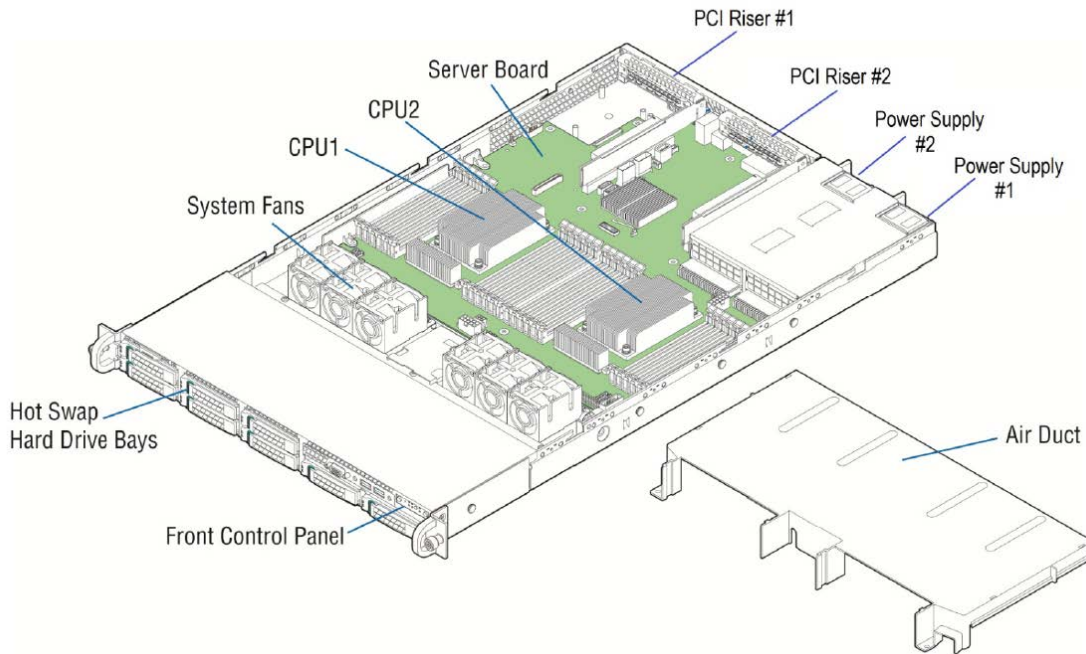 PCI Riser #1
Server Board
PCI Riser #2
CPU2
Power Supply
#2
CPU1
Power Supply
#1
System Fans
Hot Swap
Hard Drive Bays
Air Duct
Front Control Panel